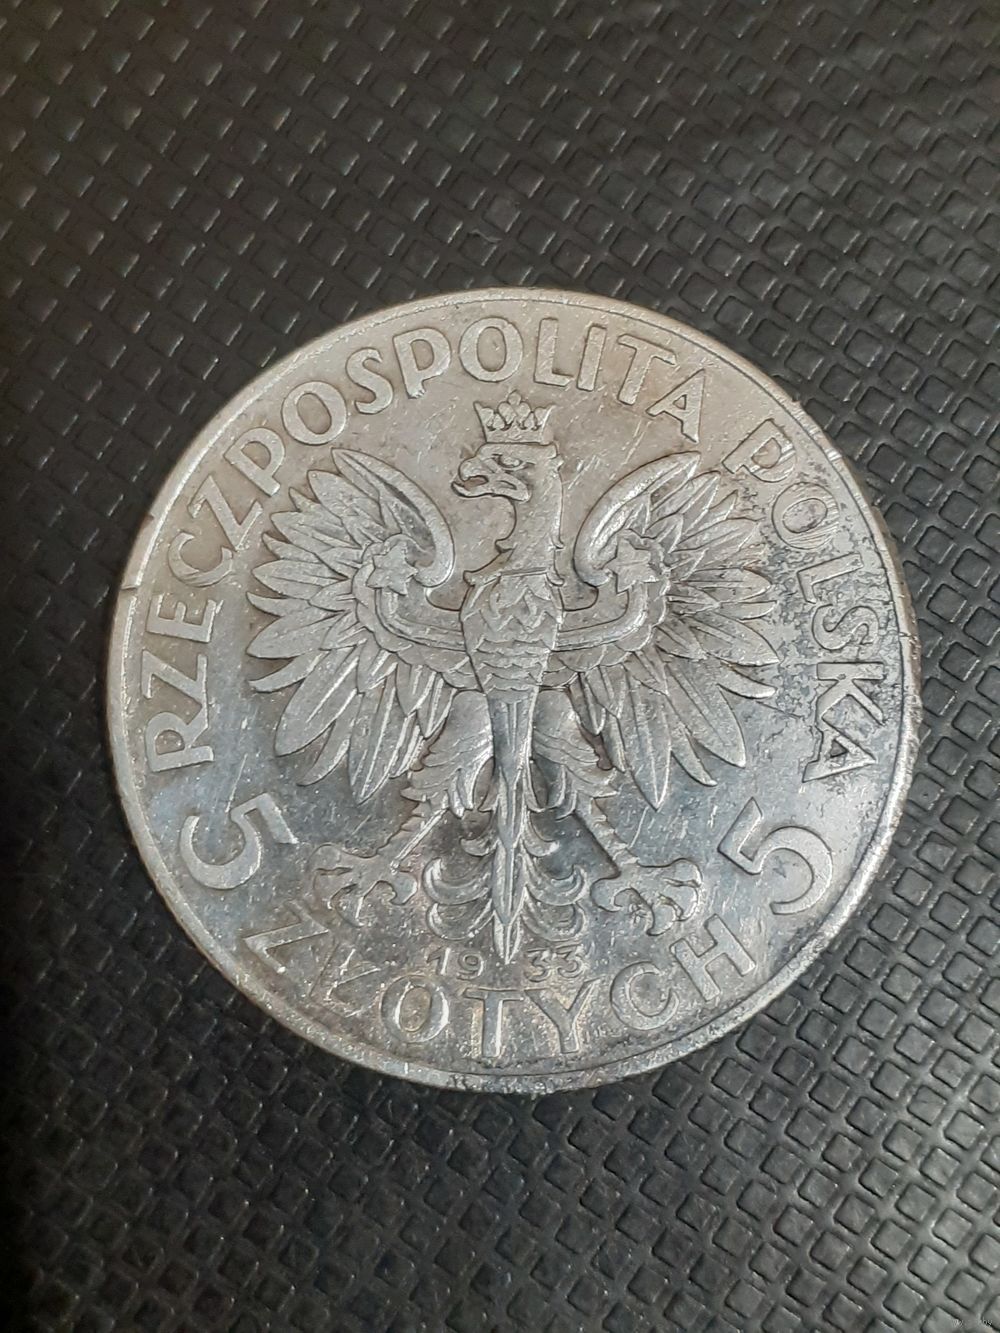 RZECZPOSPOLITA POLSKA
5 ZŁOTYCH 5
1933